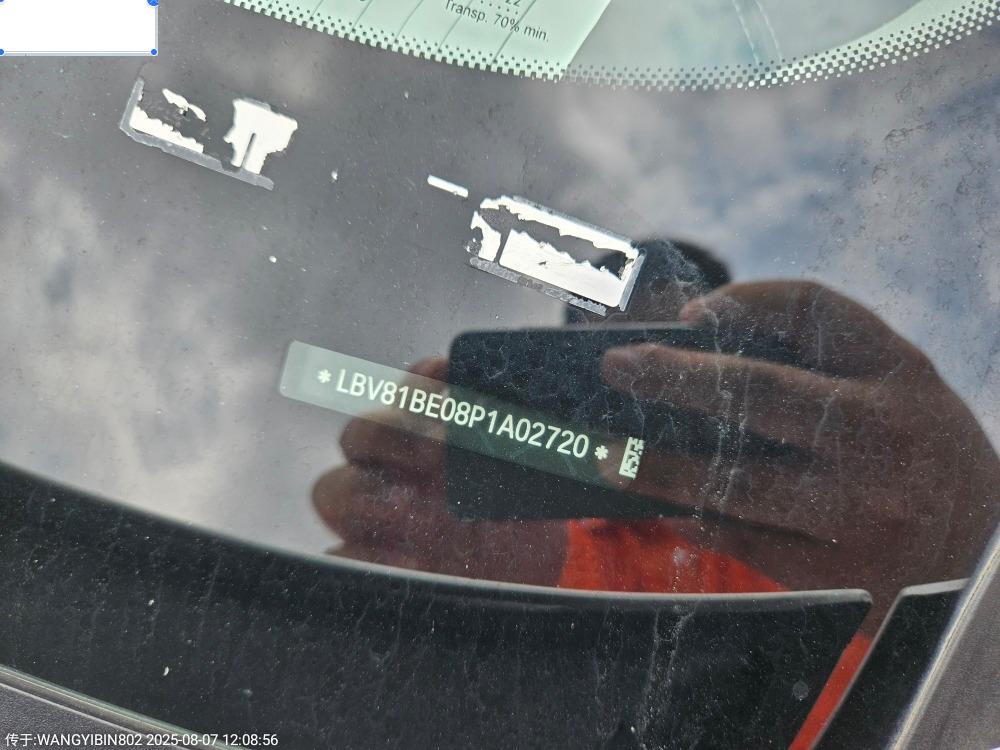 Transp. 70% min.
* LBV81BE08P1A02720 *
传于:WANGYIBIN802 2025-08-07 12:08:56